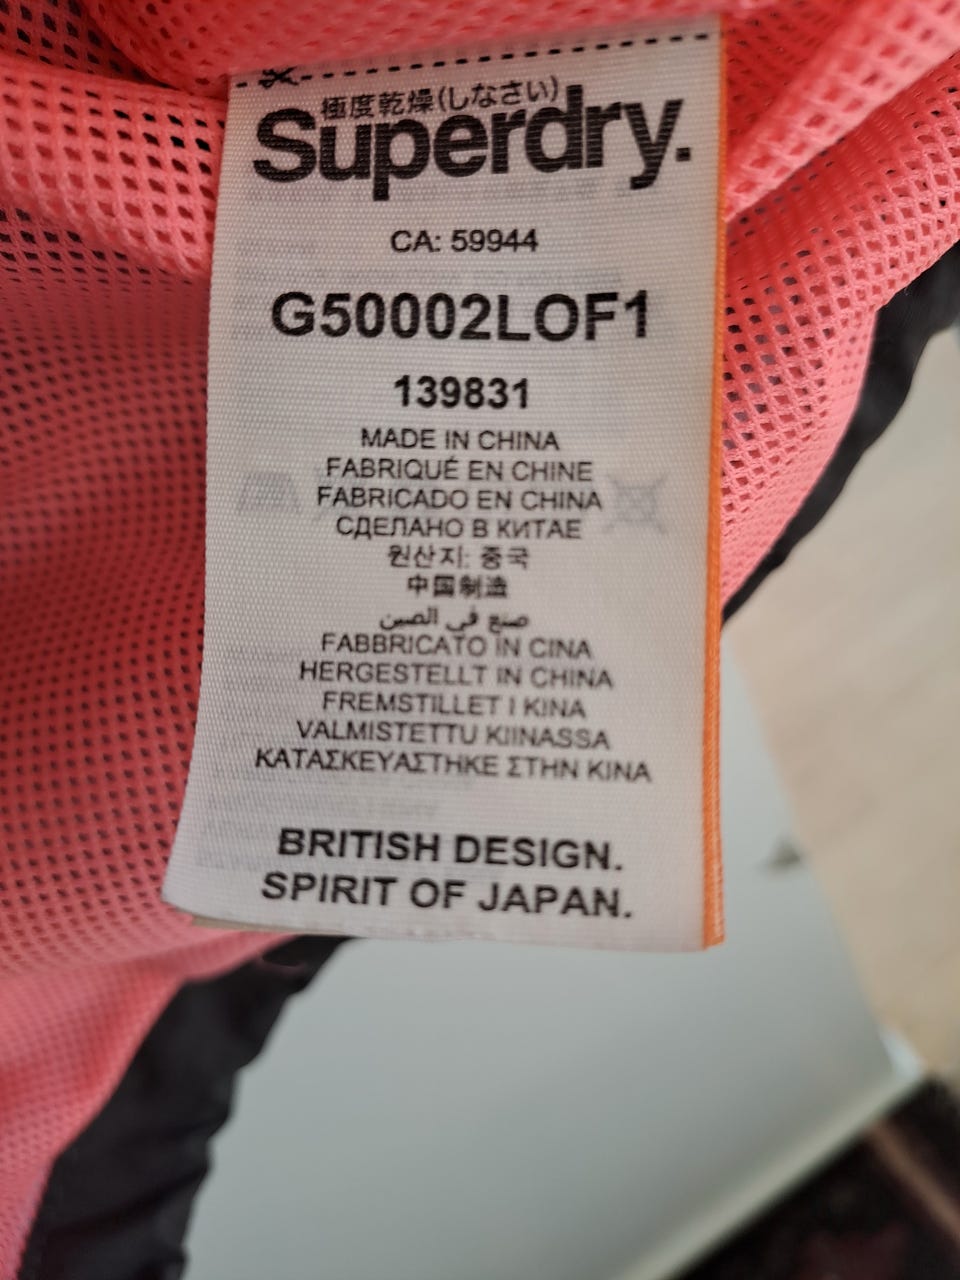 極度乾燥(しなさい)
Superdry.
CA: 59944
G50002LOF1
139831
MADE IN CHINA
FABRIQUÉ EN CHINE
FABRICADO EN CHINA
СДЕЛАНО В КИТАЕ
원산지: 중국
中国制造
صنع في الصين
FABBRICATO IN CINA
HERGESTELLT IN CHINA
FREMSTILLET I KINA
VALMISTETTU KIINASSA
ΚΑΤΑΣΚΕΥΑΣΤΗΚΕ ΣΤΗΝ ΚΙΝΑ
BRITISH DESIGN.
SPIRIT OF JAPAN.